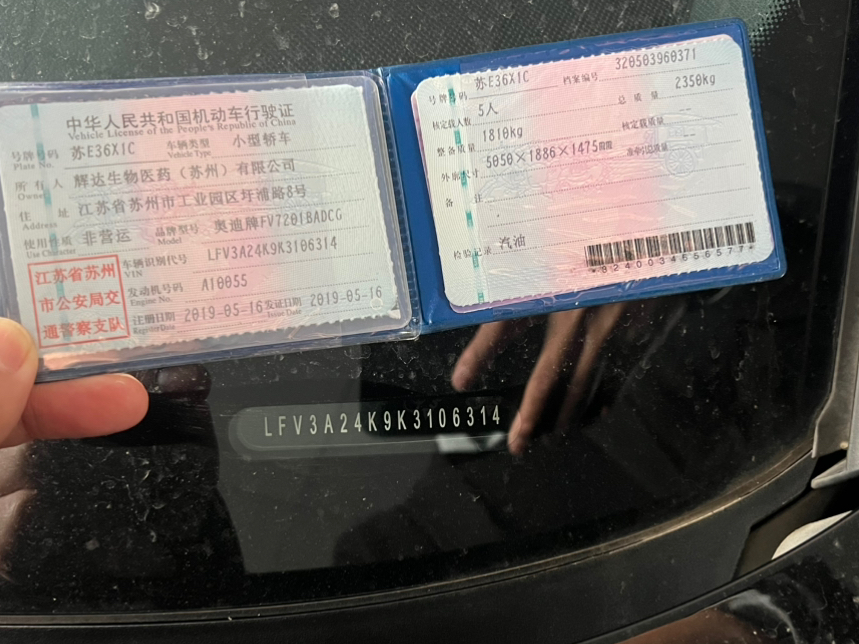 中华人民共和国机动车行驶证
Vehicle License of the People's Republic of China
号牌号码 苏E36X1C 车辆类型 小型轿车
Plate No. Vehicle Type
所有人 辉达生物医药（苏州）有限公司
Owner
住址 江苏省苏州市工业园区圩浦路8号
Address
使用性质 非营运 品牌型号 奥迪牌FV7201BADCG
Use Character Model
江苏省苏州
市公安局交
通警察支队
车辆识别代号 LFV3A24K9K3106314
VIN
发动机号码 A10055
Engine No.
注册日期 2019-05-16 发证日期 2019-05-16
Register Date Issue Date
号牌号码 苏E36X1C 档案编号 320503960371
核定载人数 5人 总质量 2350kg
整备质量 1810kg 核定载质量 --
外廓尺寸 5050×1886×1475mm 准牵引总质量 --
备注
检验记录 汽油
*8240034565577*
LFV3A24K9K3106314